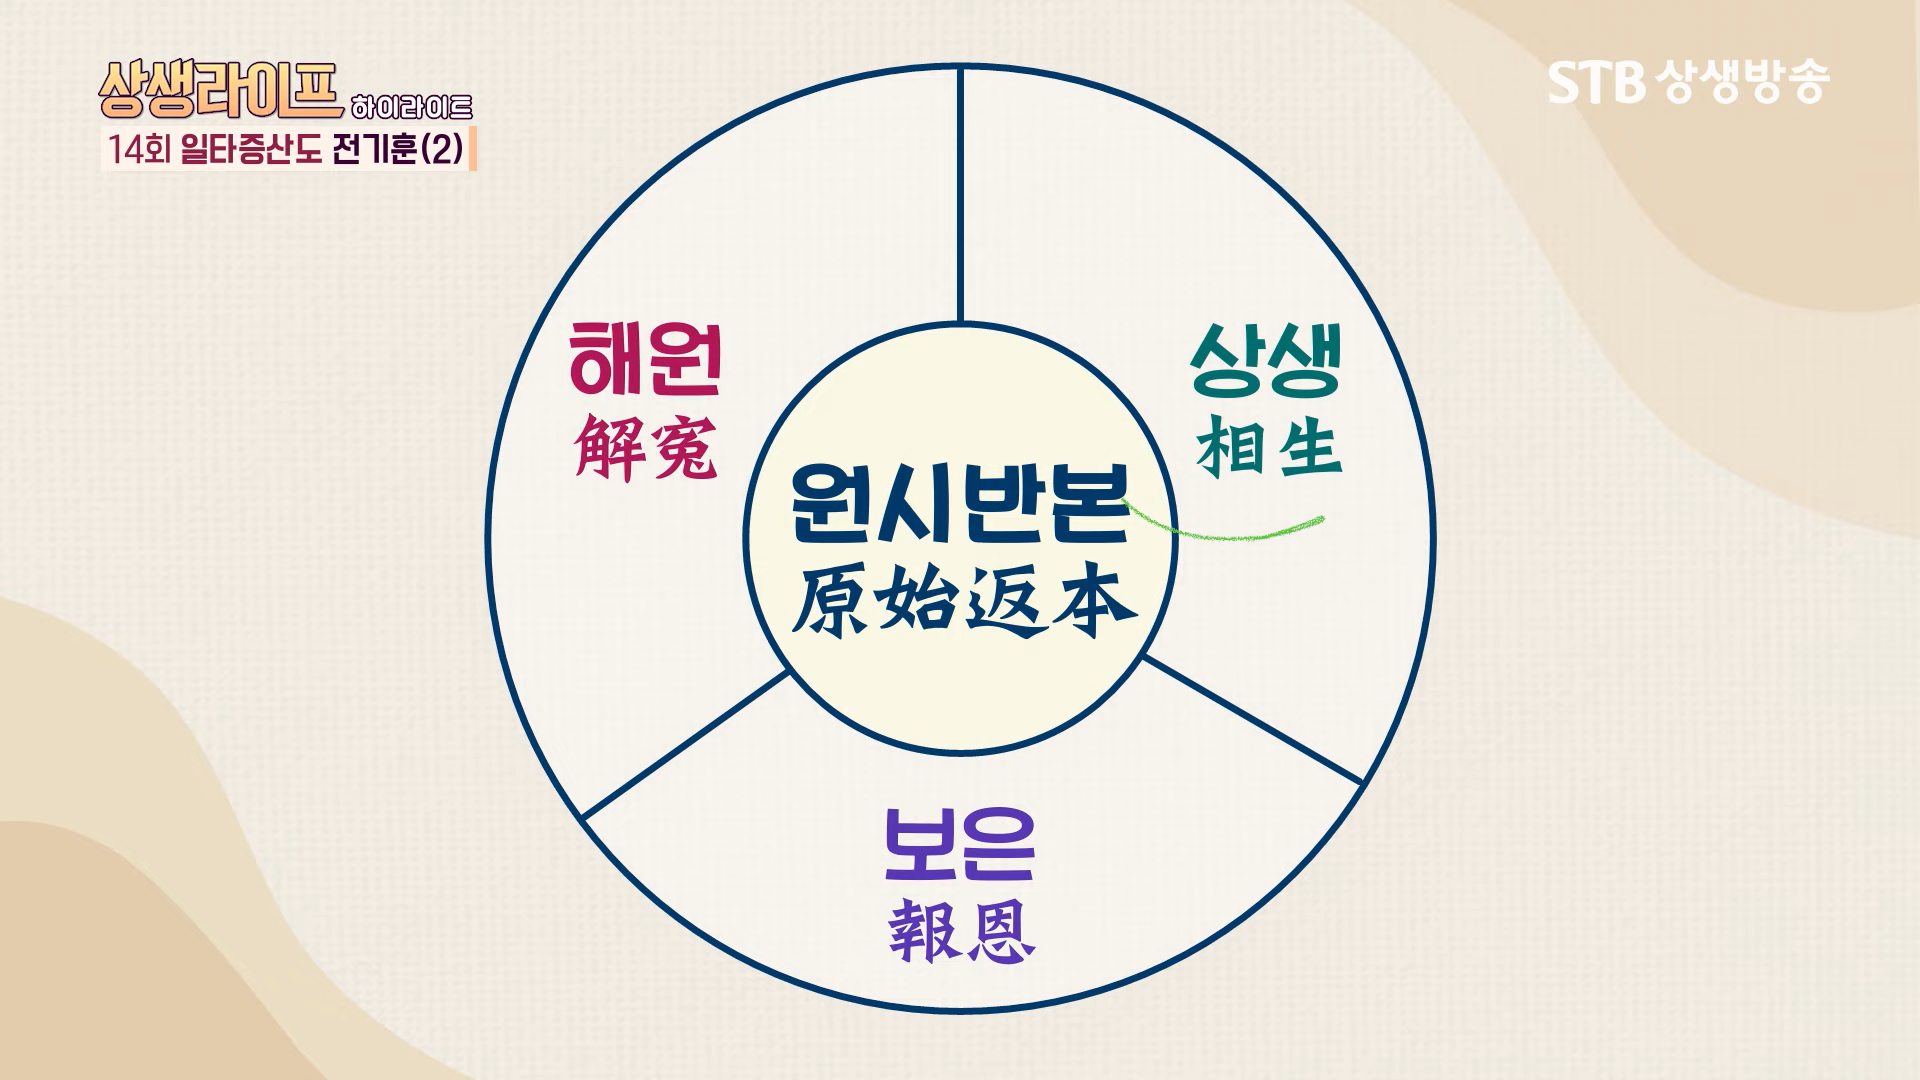 상생라이프 하이라이트
14회 일타증산도 전기훈(2)
STB 상생방송
해원
解冤
상생
相生
원시반본
原始返本
보은
報恩